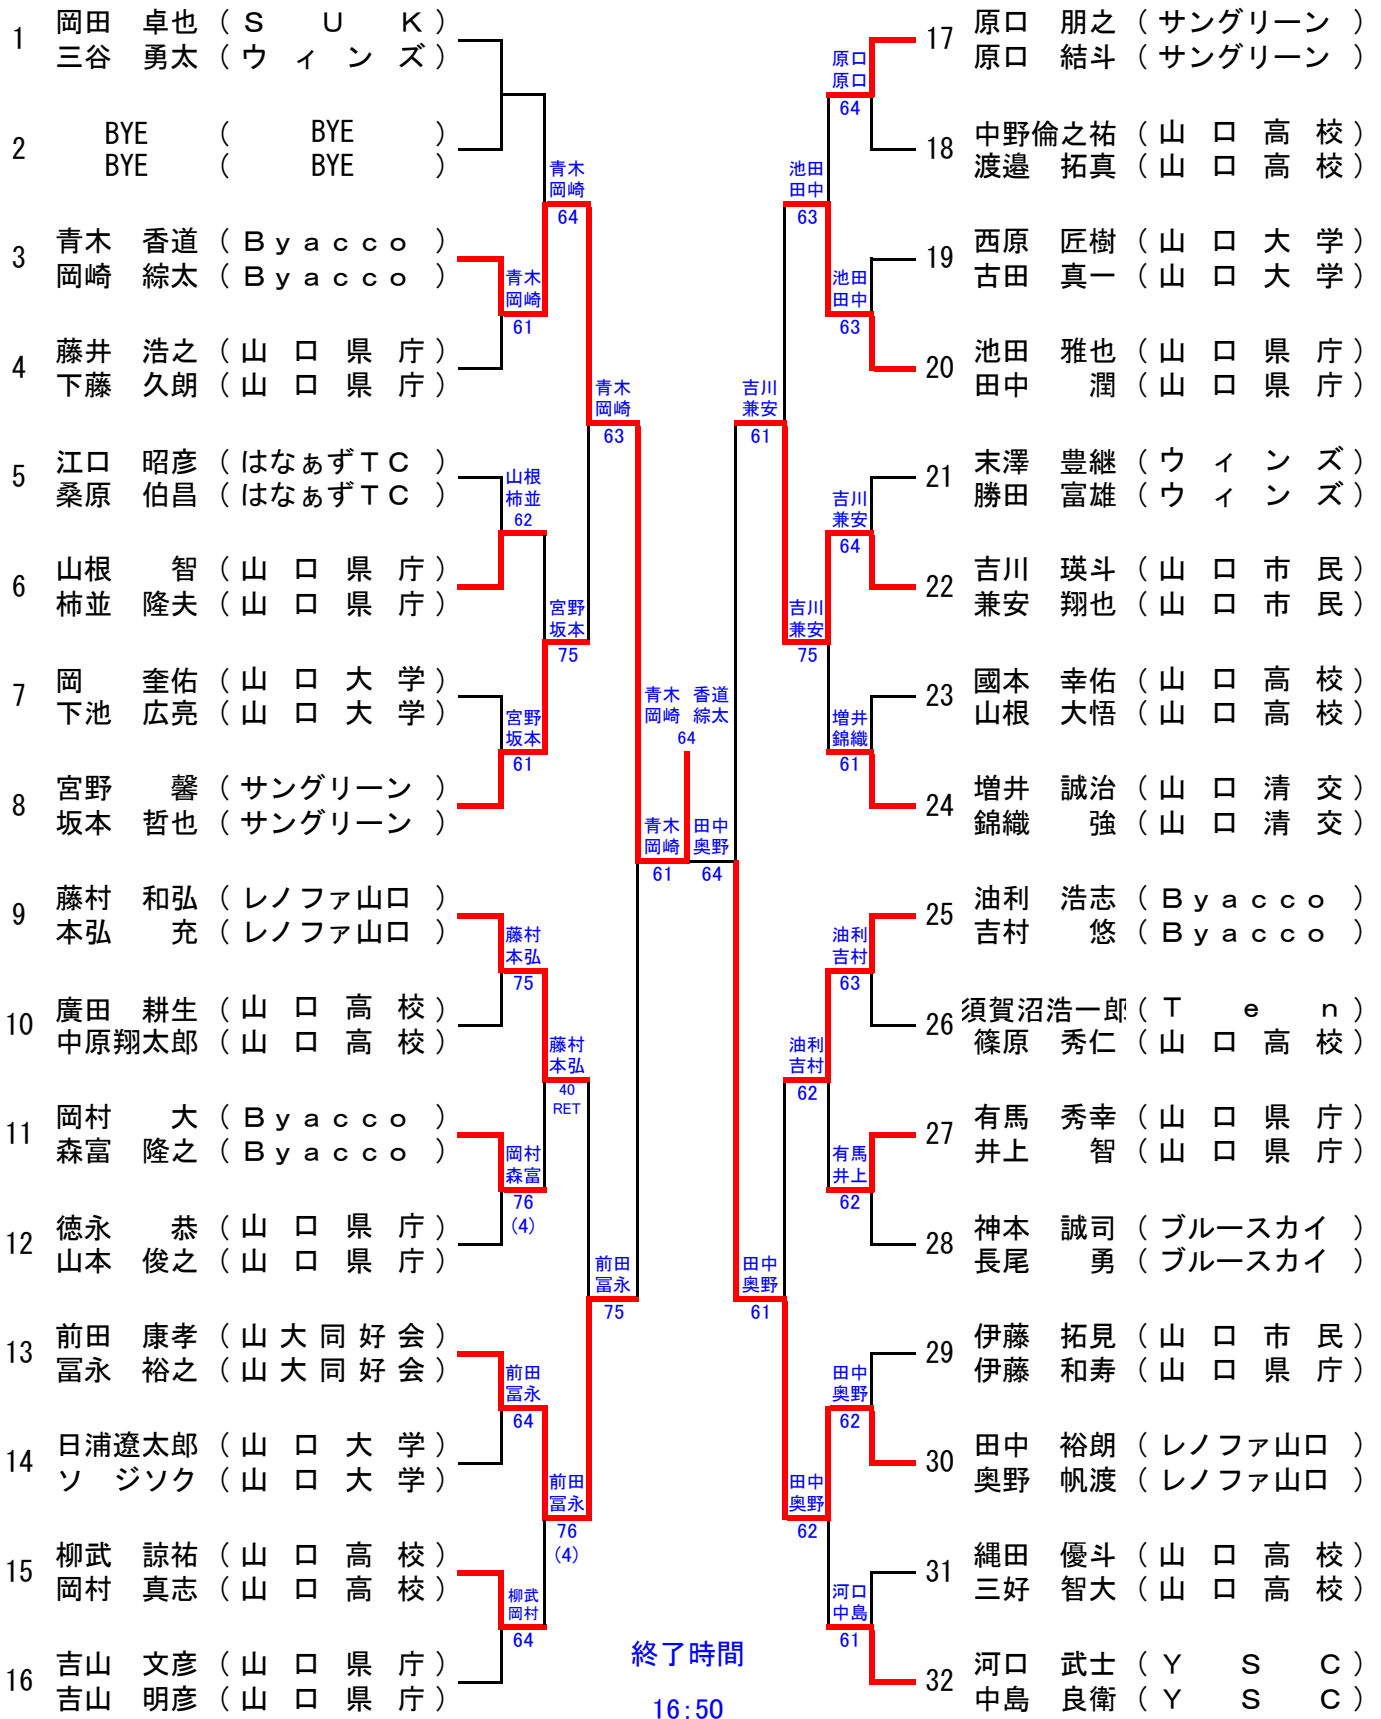 1 岡田 卓也 ( S U K )
三谷 勇太 ( ウ ィ ン ズ )
2 BYE ( BYE )
BYE ( BYE )
3 青木 香道 ( B y a c c o )
岡崎 綜太 ( B y a c c o )
4 藤井 浩之 ( 山 口 県 庁 )
下藤 久朗 ( 山 口 県 庁 )
5 江口 昭彦 ( はなぁずTC )
桑原 伯昌 ( はなぁずTC )
6 山根 智 ( 山 口 県 庁 )
柿並 隆夫 ( 山 口 県 庁 )
7 岡 奎佑 ( 山 口 大 学 )
下池 広亮 ( 山 口 大 学 )
8 宮野 馨 ( サングリーン )
坂本 哲也 ( サングリーン )
9 藤村 和弘 ( レノファ山口 )
本弘 充 ( レノファ山口 )
10 廣田 耕生 ( 山 口 高 校 )
中原翔太郎 ( 山 口 高 校 )
11 岡村 大 ( B y a c c o )
森富 隆之 ( B y a c c o )
12 徳永 恭 ( 山 口 県 庁 )
山本 俊之 ( 山 口 県 庁 )
13 前田 康孝 ( 山 大 同 好 会 )
冨永 裕之 ( 山 大 同 好 会 )
14 日浦遼太郎 ( 山 口 大 学 )
ソ ジソク ( 山 口 大 学 )
15 柳武 諒祐 ( 山 口 高 校 )
岡村 真志 ( 山 口 高 校 )
16 吉山 文彦 ( 山 口 県 庁 )
吉山 明彦 ( 山 口 県 庁 )
青木
岡崎
61
山根
柿並
62
宮野
坂本
61
藤村
本弘
75
岡村
森富
76
(4)
前田
冨永
64
柳武
岡村
64
青木
岡崎
64
宮野
坂本
75
藤村
本弘
40
RET
前田
冨永
76
(4)
青木
岡崎
63
前田
冨永
75
青木
岡崎
61
青木 香道
岡崎 綜太
64
田中
奥野
64
吉川
兼安
61
田中
奥野
61
池田
田中
63
吉川
兼安
75
油利
吉村
62
田中
奥野
62
原口
原口
64
池田
田中
63
吉川
兼安
64
増井
錦織
61
油利
吉村
63
有馬
井上
62
田中
奥野
62
河口
中島
61
17 原口 朋之 ( サングリーン )
原口 結斗 ( サングリーン )
18 中野倫之祐 ( 山 口 高 校 )
渡邉 拓真 ( 山 口 高 校 )
19 西原 匠樹 ( 山 口 大 学 )
古田 真一 ( 山 口 大 学 )
20 池田 雅也 ( 山 口 県 庁 )
田中 潤 ( 山 口 県 庁 )
21 末澤 豊継 ( ウ ィ ン ズ )
勝田 富雄 ( ウ ィ ン ズ )
22 吉川 瑛斗 ( 山 口 市 民 )
兼安 翔也 ( 山 口 市 民 )
23 國本 幸佑 ( 山 口 高 校 )
山根 大悟 ( 山 口 高 校 )
24 増井 誠治 ( 山 口 清 交 )
錦織 強 ( 山 口 清 交 )
25 油利 浩志 ( B y a c c o )
吉村 悠 ( B y a c c o )
26 須賀沼浩一郎 ( T e n )
篠原 秀仁 ( 山 口 高 校 )
27 有馬 秀幸 ( 山 口 県 庁 )
井上 智 ( 山 口 県 庁 )
28 神本 誠司 ( ブルースカイ )
長尾 勇 ( ブルースカイ )
29 伊藤 拓見 ( 山 口 市 民 )
伊藤 和寿 ( 山 口 県 庁 )
30 田中 裕朗 ( レノファ山口 )
奥野 帆渡 ( レノファ山口 )
31 縄田 優斗 ( 山 口 高 校 )
三好 智大 ( 山 口 高 校 )
32 河口 武士 ( Y S C )
中島 良衛 ( Y S C )
終了時間
16:50